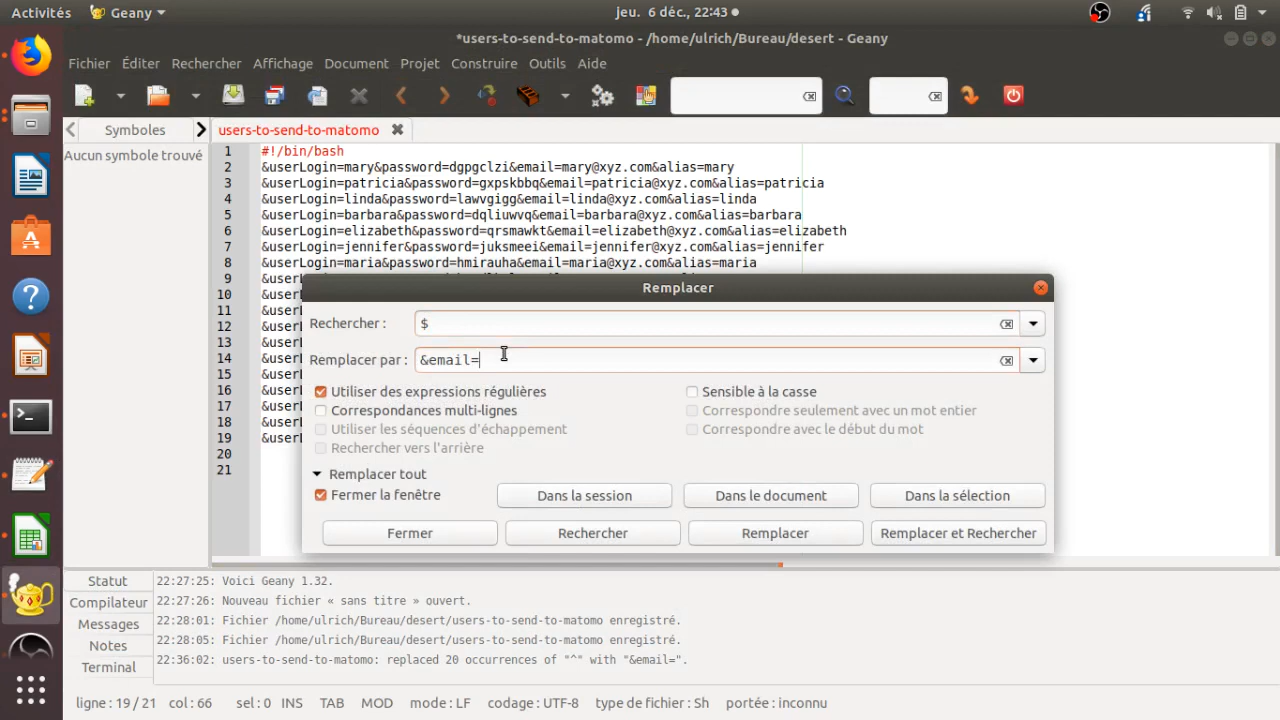 Activités Geany jeu. 6 déc., 22:43
*users-to-send-to-matomo - /home/ulrich/Bureau/desert - Geany
Fichier Éditer Rechercher Affichage Document Projet Construire Outils Aide
Symboles users-to-send-to-matomo
Aucun symbole trouvé
1 #!/bin/bash
2 &userLogin=mary&password=dgpgclzi&email=mary@xyz.com&alias=mary
3 &userLogin=patricia&password=gxpskbbq&email=patricia@xyz.com&alias=patricia
4 &userLogin=linda&password=lawvgigg&email=linda@xyz.com&alias=linda
5 &userLogin=barbara&password=dqliuwvq&email=barbara@xyz.com&alias=barbara
6 &userLogin=elizabeth&password=qrsmawkt&email=elizabeth@xyz.com&alias=elizabeth
7 &userLogin=jennifer&password=juksmeei&email=jennifer@xyz.com&alias=jennifer
8 &userLogin=maria&password=hmirauha&email=maria@xyz.com&alias=maria
9
10 &userL
11 &userL
12 &userL
13 &userL
14 &userL
15 &userL
16 &userL
17 &userL
18 &userL
19 &userL
20
21
Remplacer
Rechercher : $
Remplacer par : &email=
Utiliser des expressions régulières Sensible à la casse
Correspondances multi-lignes Correspondre seulement avec un mot entier
Utiliser les séquences d'échappement Correspondre avec le début du mot
Rechercher vers l'arrière
Remplacer tout
Fermer la fenêtre Dans la session Dans le document Dans la sélection
Fermer Rechercher Remplacer Remplacer et Rechercher
Statut
Compilateur
Messages
Notes
Terminal
22:27:25: Voici Geany 1.32.
22:27:26: Nouveau fichier « sans titre » ouvert.
22:28:01: Fichier /home/ulrich/Bureau/desert/users-to-send-to-matomo enregistré.
22:28:05: Fichier /home/ulrich/Bureau/desert/users-to-send-to-matomo enregistré.
22:36:02: users-to-send-to-matomo: replaced 20 occurrences of "^" with "&email=".
ligne : 19 / 21 col : 66 sel : 0 INS TAB MOD mode : LF codage : UTF-8 type de fichier : Sh portée : inconnu